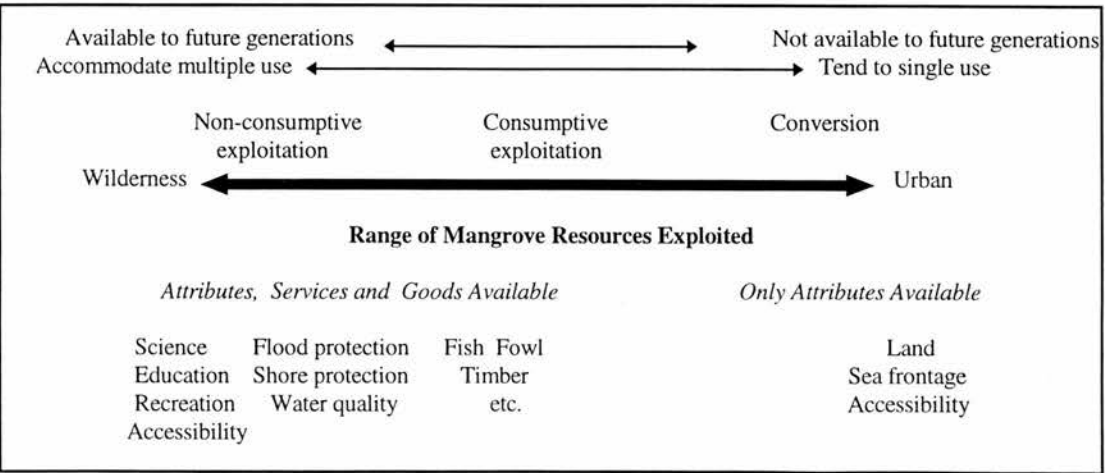 Available to future generations Not available to future generations
Accommodate multiple use Tend to single use
Non-consumptive Consumptive Conversion
exploitation exploitation
Wilderness Urban
Range of Mangrove Resources Exploited
Attributes, Services and Goods Available Only Attributes Available
Science Flood protection Fish Fowl Land
Education Shore protection Timber Sea frontage
Recreation Water quality etc. Accessibility
Accessibility